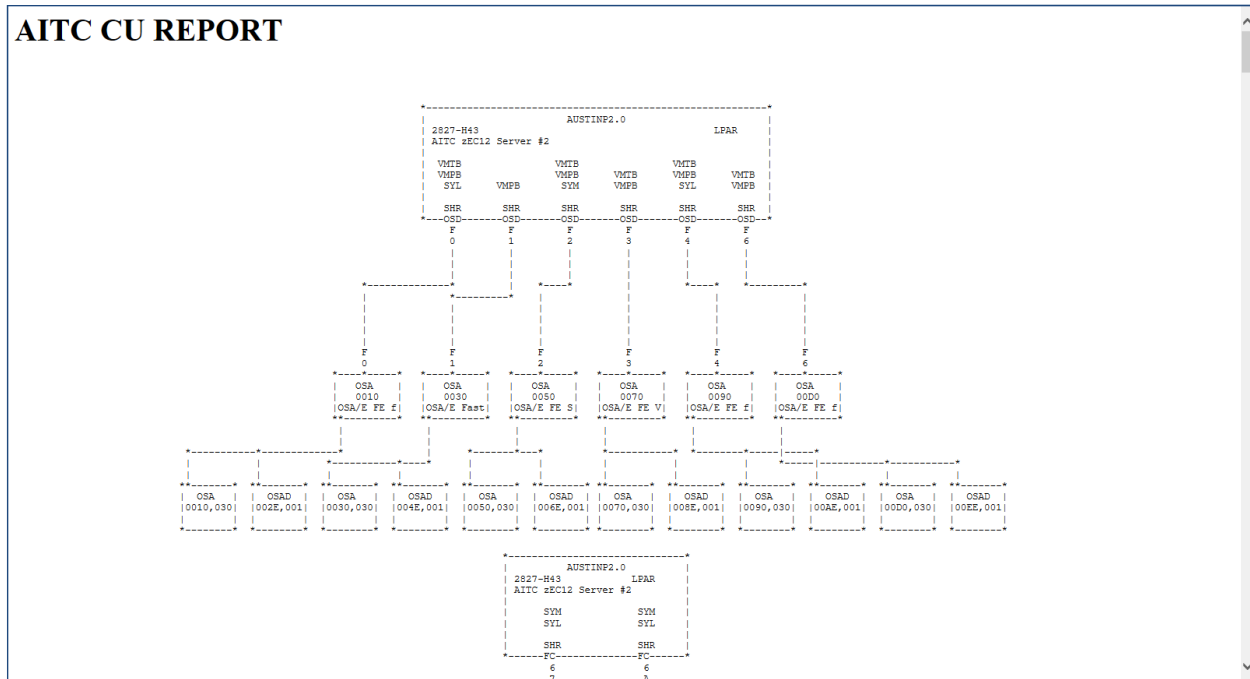 AITC CU REPORT
*----------------------------------------------------------*
| AUSTINP2.0 |
| 2827-H43 LPAR |
| AITC zEC12 Server #2 |
| VMTB VMTB VMTB |
| VMPB VMPB VMTB VMPB VMTB |
| SYL VMPB SYM VMPB SYL VMPB |
| SHR SHR SHR SHR SHR SHR |
*---OSD-------OSD-------OSD-------OSD-------OSD-------OSD--*
F F F F F F
0 1 2 3 4 6
F F F F F F
0 1 2 3 4 6
| OSA | | OSA | | OSA | | OSA | | OSA | | OSA |
| 0010 | | 0030 | | 0050 | | 0070 | | 0090 | | 00D0 |
|OSA/E FE f| |OSA/E Fast| |OSA/E FE S| |OSA/E FE V| |OSA/E FE f| |OSA/E FE f|
| OSA | | OSAD | | OSA | | OSAD | | OSA | | OSAD | | OSA | | OSAD | | OSA | | OSAD | | OSA | | OSAD |
|0010,030| |002E,001| |0030,030| |004E,001| |0050,030| |006E,001| |0070,030| |008E,001| |0090,030| |00AE,001| |00D0,030| |00EE,001|
*------------------------------*
| AUSTINP2.0 |
| 2827-H43 LPAR |
| AITC zEC12 Server #2 |
| SYM SYM |
| SYL SYL |
| SHR SHR |
*------FC--------------FC------*
6 6